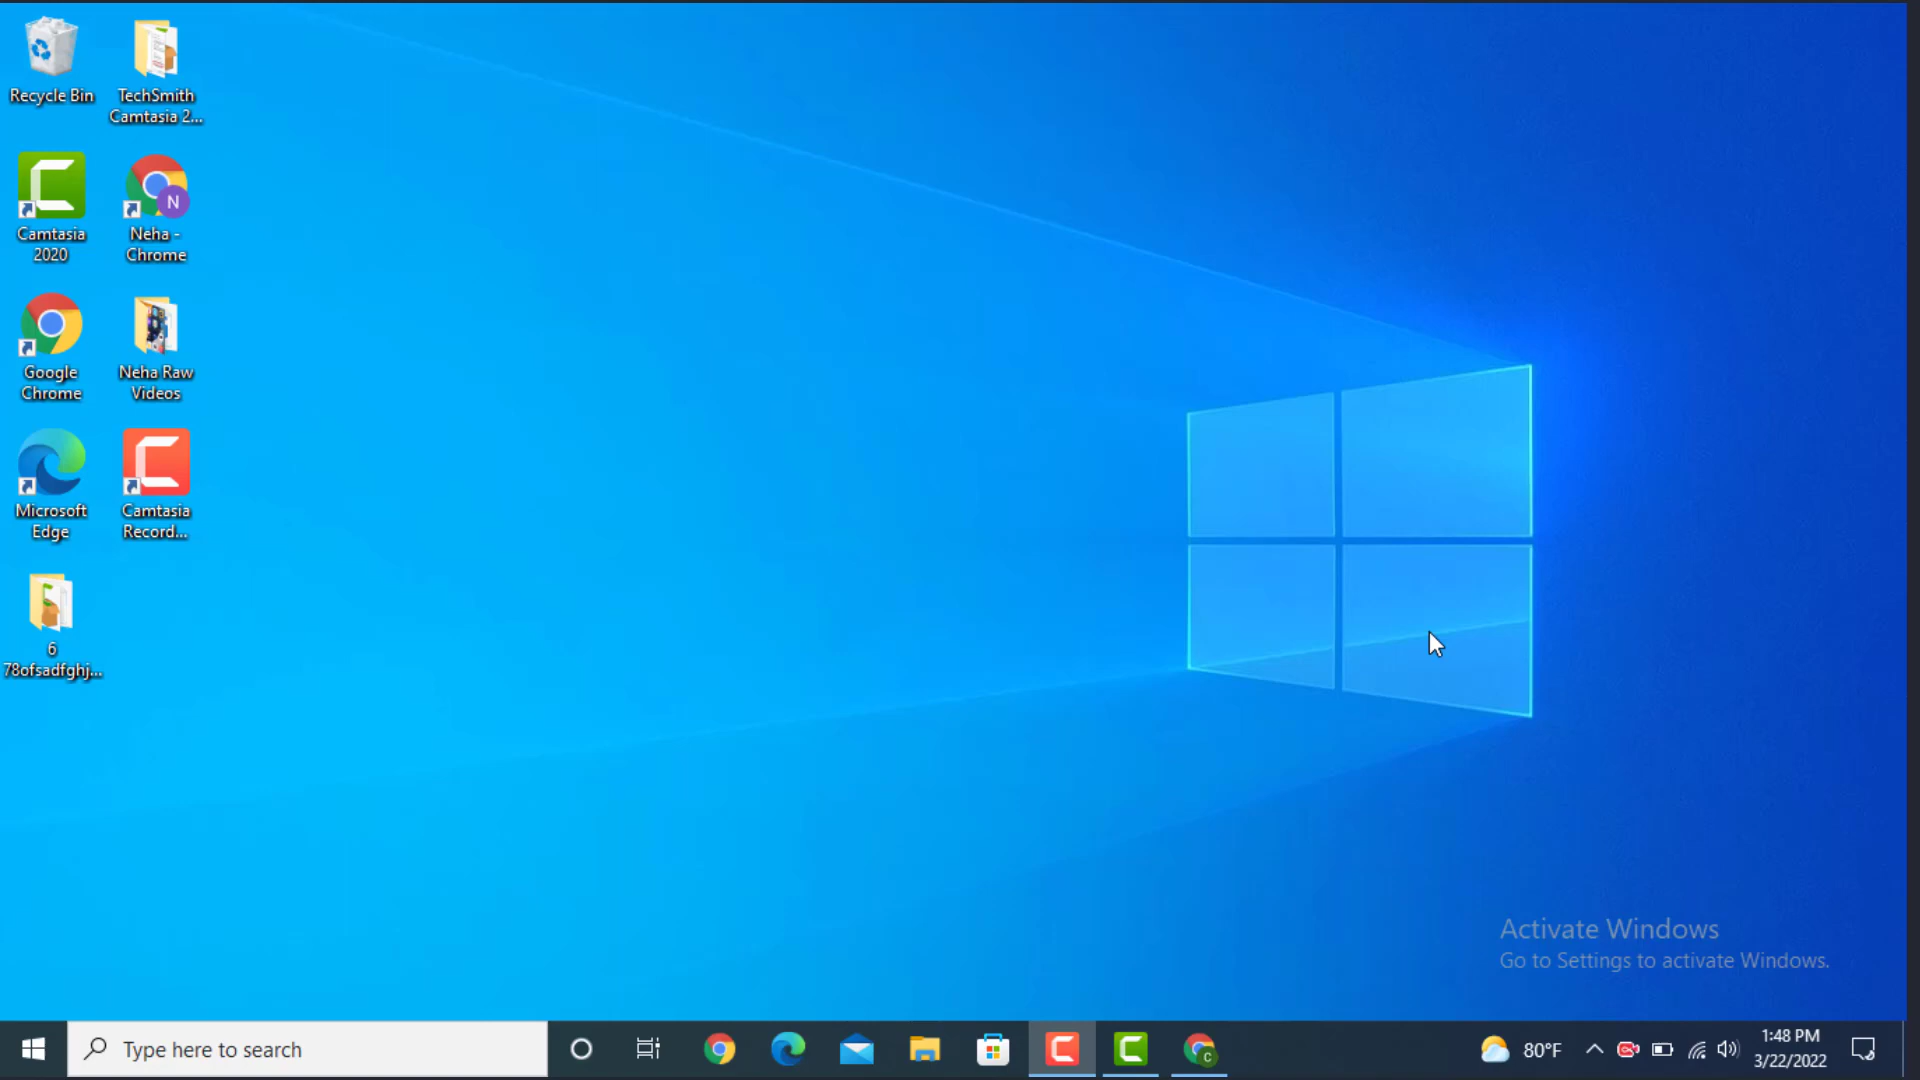 Recycle Bin
TechSmith
Camtasia 2...
Camtasia
2020
N
Neha -
Chrome
Google
Chrome
Neha Raw
Videos
Microsoft
Edge
Camtasia
Record...
6
78ofsadfghj...
Activate Windows
Go to Settings to activate Windows.
Type here to search
C
80°F
1:48 PM
3/22/2022